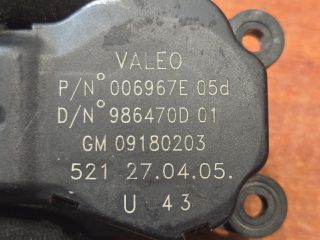 VALEO
P/N° 006967E 05d
D/N° 986470D 01
GM 09180203
521 27.04.05.
U 43